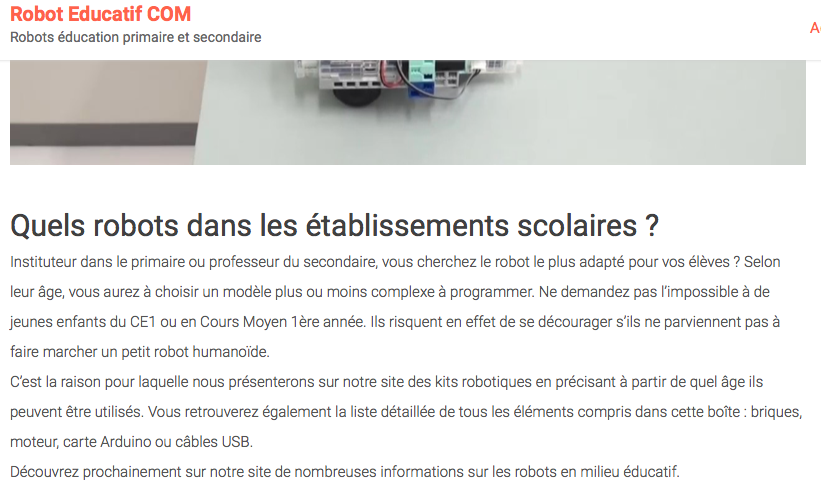 Robot Educatif COM
Robots éducation primaire et secondaire
Quels robots dans les établissements scolaires ?
Instituteur dans le primaire ou professeur du secondaire, vous cherchez le robot le plus adapté pour vos élèves ? Selon
leur âge, vous aurez à choisir un modèle plus ou moins complexe à programmer. Ne demandez pas l’impossible à de
jeunes enfants du CE1 ou en Cours Moyen 1ère année. Ils risquent en effet de se décourager s’ils ne parviennent pas à
faire marcher un petit robot humanoïde.
C’est la raison pour laquelle nous présenterons sur notre site des kits robotiques en précisant à partir de quel âge ils
peuvent être utilisés. Vous retrouverez également la liste détaillée de tous les éléments compris dans cette boîte : briques,
moteur, carte Arduino ou câbles USB.
Découvrez prochainement sur notre site de nombreuses informations sur les robots en milieu éducatif.